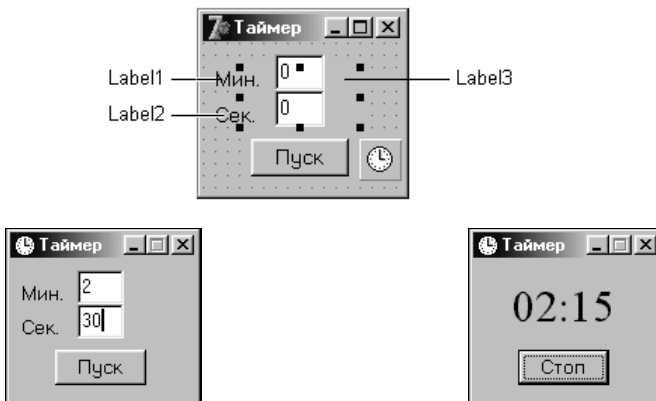 Таймер
Label1
Мин.
0
Label3
Label2
Сек.
0
Пуск
Таймер
Мин.
2
Сек.
30
Пуск
Таймер
02:15
Стоп